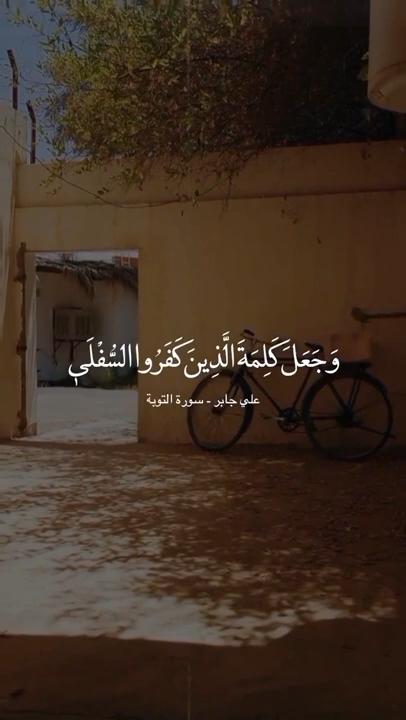 وَجَعَلَ كَلِمَةَ الَّذِينَ كَفَرُوا السُّفْلَىٰ
علي جابر - سورة التوبة